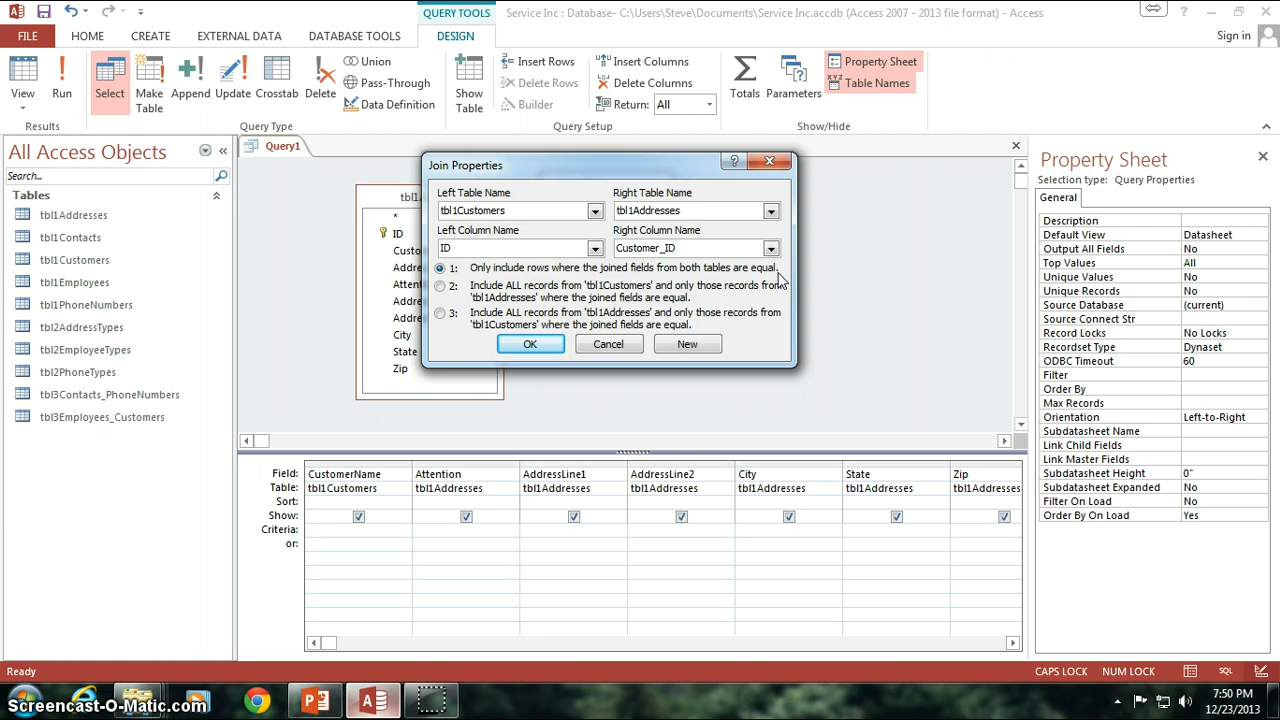 QUERY TOOLS
Service Inc : Database- C:\Users\Steve\Documents\Service Inc.accdb (Access 2007 - 2013 file format) - Access
FILE HOME CREATE EXTERNAL DATA DATABASE TOOLS DESIGN Sign in
View
Run
Results
Select
Make Table
Append
Update
Crosstab
Delete
Union
Pass-Through
Data Definition
Query Type
Show Table
Insert Rows
Delete Rows
Builder
Insert Columns
Delete Columns
Return: All
Query Setup
Totals
Parameters
Property Sheet
XYZ Table Names
Show/Hide
All Access Objects
Search...
Tables
tbl1Addresses
tbl1Contacts
tbl1Customers
tbl1Employees
tbl1PhoneNumbers
tbl2AddressTypes
tbl2EmployeeTypes
tbl2PhoneTypes
tbl3Contacts_PhoneNumbers
tbl3Employees_Customers
Query1
*
ID
State
City
Zip
Join Properties
Left Table Name Right Table Name
tbl1Customers tbl1Addresses
Left Column Name Right Column Name
ID Customer_ID
1: Only include rows where the joined fields from both tables are equal.
2: Include ALL records from 'tbl1Customers' and only those records from
'tbl1Addresses' where the joined fields are equal.
3: Include ALL records from 'tbl1Addresses' and only those records from
'tbl1Customers' where the joined fields are equal.
OK Cancel New
Field: CustomerName Attention AddressLine1 AddressLine2 City State Zip
Table: tbl1Customers tbl1Addresses tbl1Addresses tbl1Addresses tbl1Addresses tbl1Addresses tbl1Addresses
Sort:
Show:
Criteria:
or:
Property Sheet
Selection type: Query Properties
General
Description
Default View Datasheet
Output All Fields No
Top Values All
Unique Values No
Unique Records No
Source Database (current)
Source Connect Str
Record Locks No Locks
Recordset Type Dynaset
ODBC Timeout 60
Filter
Order By
Max Records
Orientation Left-to-Right
Subdatasheet Name
Link Child Fields
Link Master Fields
Subdatasheet Height 0"
Subdatasheet Expanded No
Filter On Load No
Order By On Load Yes
Ready CAPS LOCK NUM LOCK SQL
Screencast-O-Matic.com
7:50 PM
12/23/2013